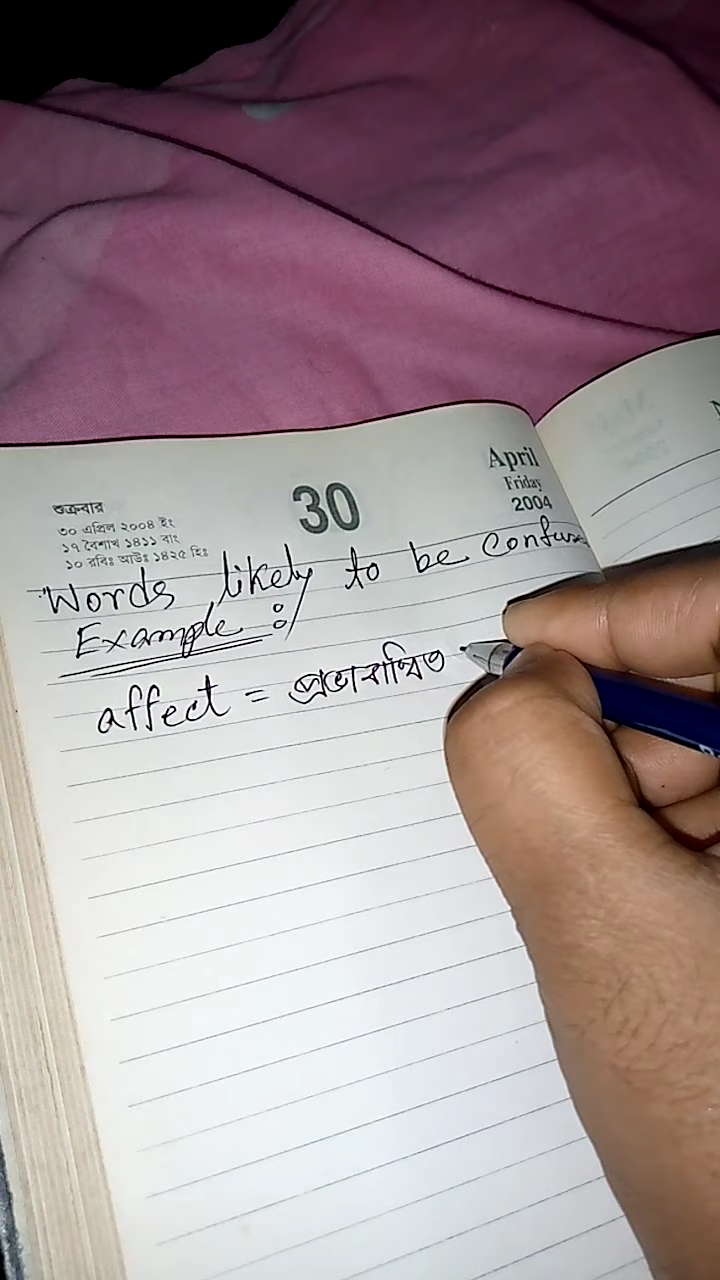 শুক্রবার
৩০ এপ্রিল ২০০৪ ইং
১৭ বৈশাখ ১৪১১ বাং
১০ রবিঃ আউঃ ১৪২৫ হিঃ
30
April
Friday
2004
Words likely to be confuse
Example :
affect = প্রভাবান্বিত